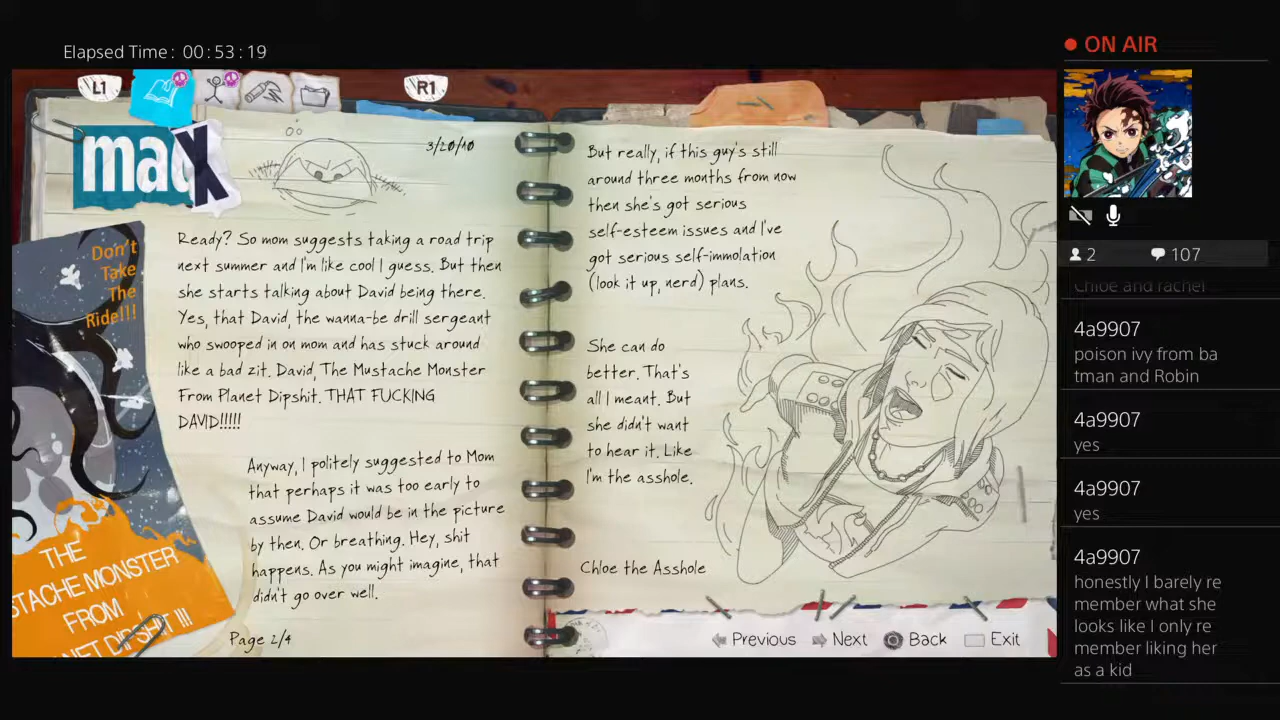 Elapsed Time: 00:53:19
ON AIR
L1
R1
max
3/20/10
Don't
Take
The
Ride!!!
Ready? So mom suggests taking a road trip
next summer and I'm like cool I guess. But then
she starts talking about David being there.
Yes, that David, the wanna-be drill sergeant
who swooped in on mom and has stuck around
like a bad zit. David, The Mustache Monster
From Planet Dipshit. THAT FUCKING
DAVID!!!!!
Anyway, I politely suggested to Mom
that perhaps it was too early to
assume David would be in the picture
by then. Or breathing. Hey, shit
happens. As you might imagine, that
didn't go over well.
THE
STACHE MONSTER
FROM
NET DIPSHIT !!!
Page 2/4
But really, if this guy's still
around three months from now
then she's got serious
self-esteem issues and I've
got serious self-immolation
(look it up, nerd) plans.
She can do
better. That's
all I meant. But
she didn't want
to hear it. Like
I'm the asshole.
Chloe the Asshole
Previous Next Back Exit
2 107
Chloe and rachel
4a9907
poison ivy from ba
tman and Robin
4a9907
yes
4a9907
yes
4a9907
honestly I barely re
member what she
looks like I only re
member liking her
as a kid